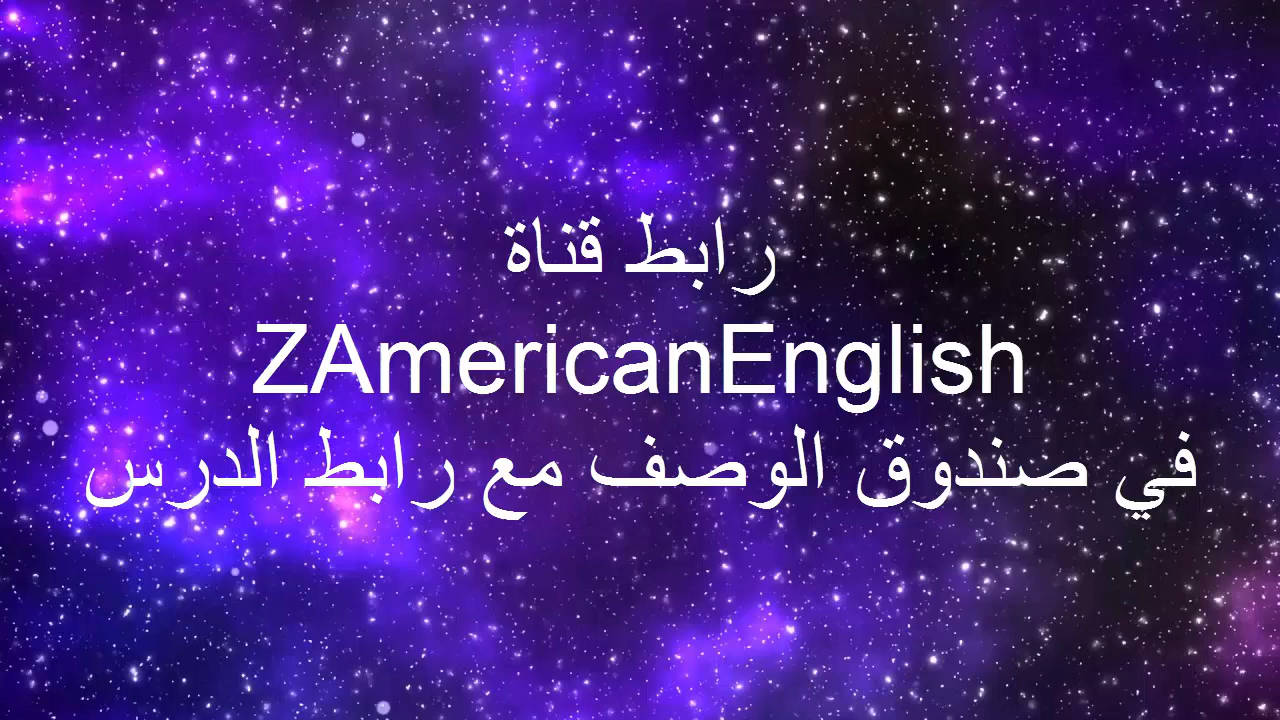 رابط قناة
ZAmericanEnglish
في صندوق الوصف مع رابط الدرس